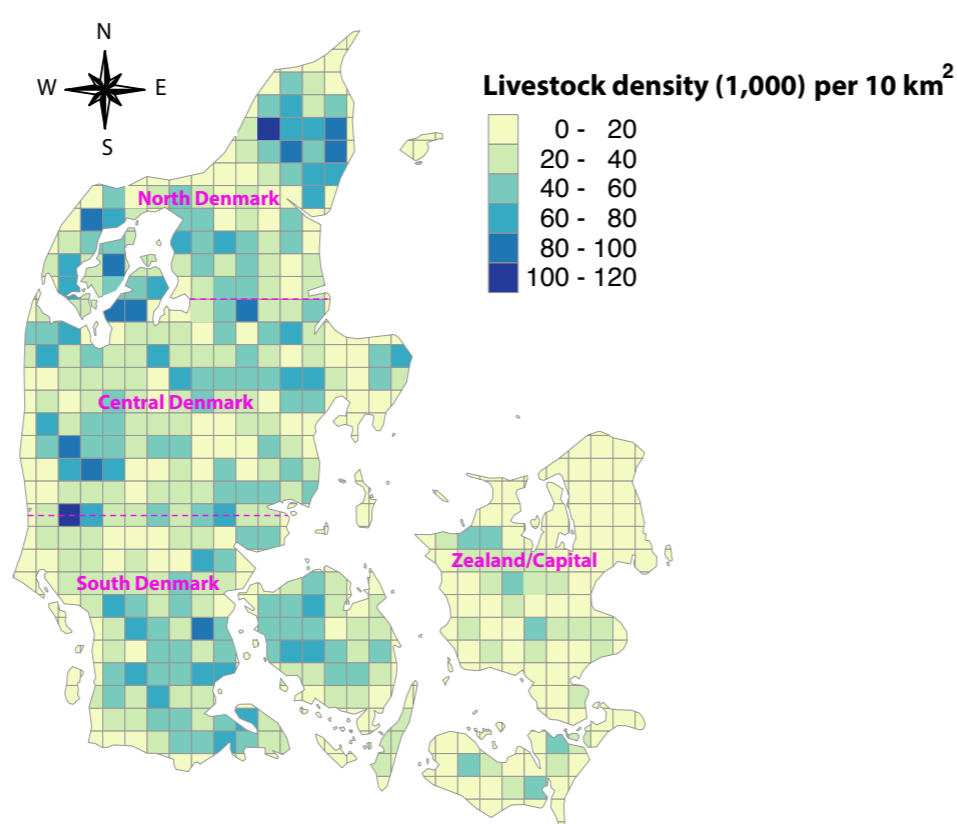 N
W E
S
Livestock density (1,000) per 10 km²
0 - 20
20 - 40
40 - 60
60 - 80
80 - 100
100 - 120
North Denmark
Central Denmark
Zealand/Capital
South Denmark